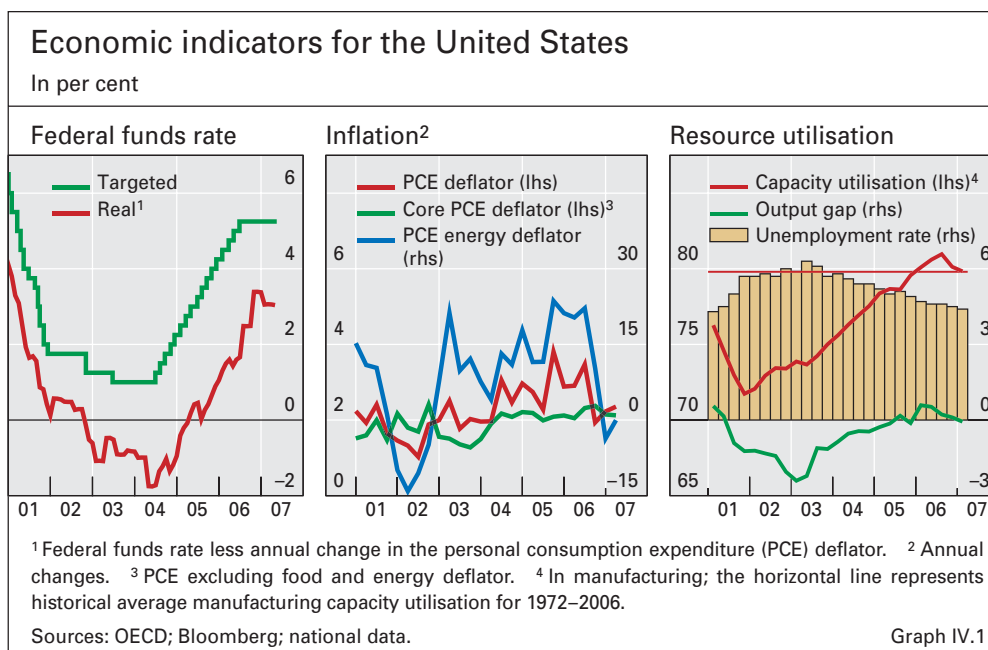 Economic indicators for the United States
In per cent
Federal funds rate
Targeted
Real¹
6
4
2
0
–2
01 02 03 04 05 06 07
Inflation²
PCE deflator (lhs)
Core PCE deflator (lhs)³
PCE energy deflator
(rhs)
6
4
2
0
30
15
0
–15
01 02 03 04 05 06 07
Resource utilisation
Capacity utilisation (lhs)⁴
Output gap (rhs)
Unemployment rate (rhs)
80
75
70
65
6
3
0
–3
01 02 03 04 05 06 07
¹ Federal funds rate less annual change in the personal consumption expenditure (PCE) deflator. ² Annual
changes. ³ PCE excluding food and energy deflator. ⁴ In manufacturing; the horizontal line represents
historical average manufacturing capacity utilisation for 1972–2006.
Sources: OECD; Bloomberg; national data.
Graph IV.1